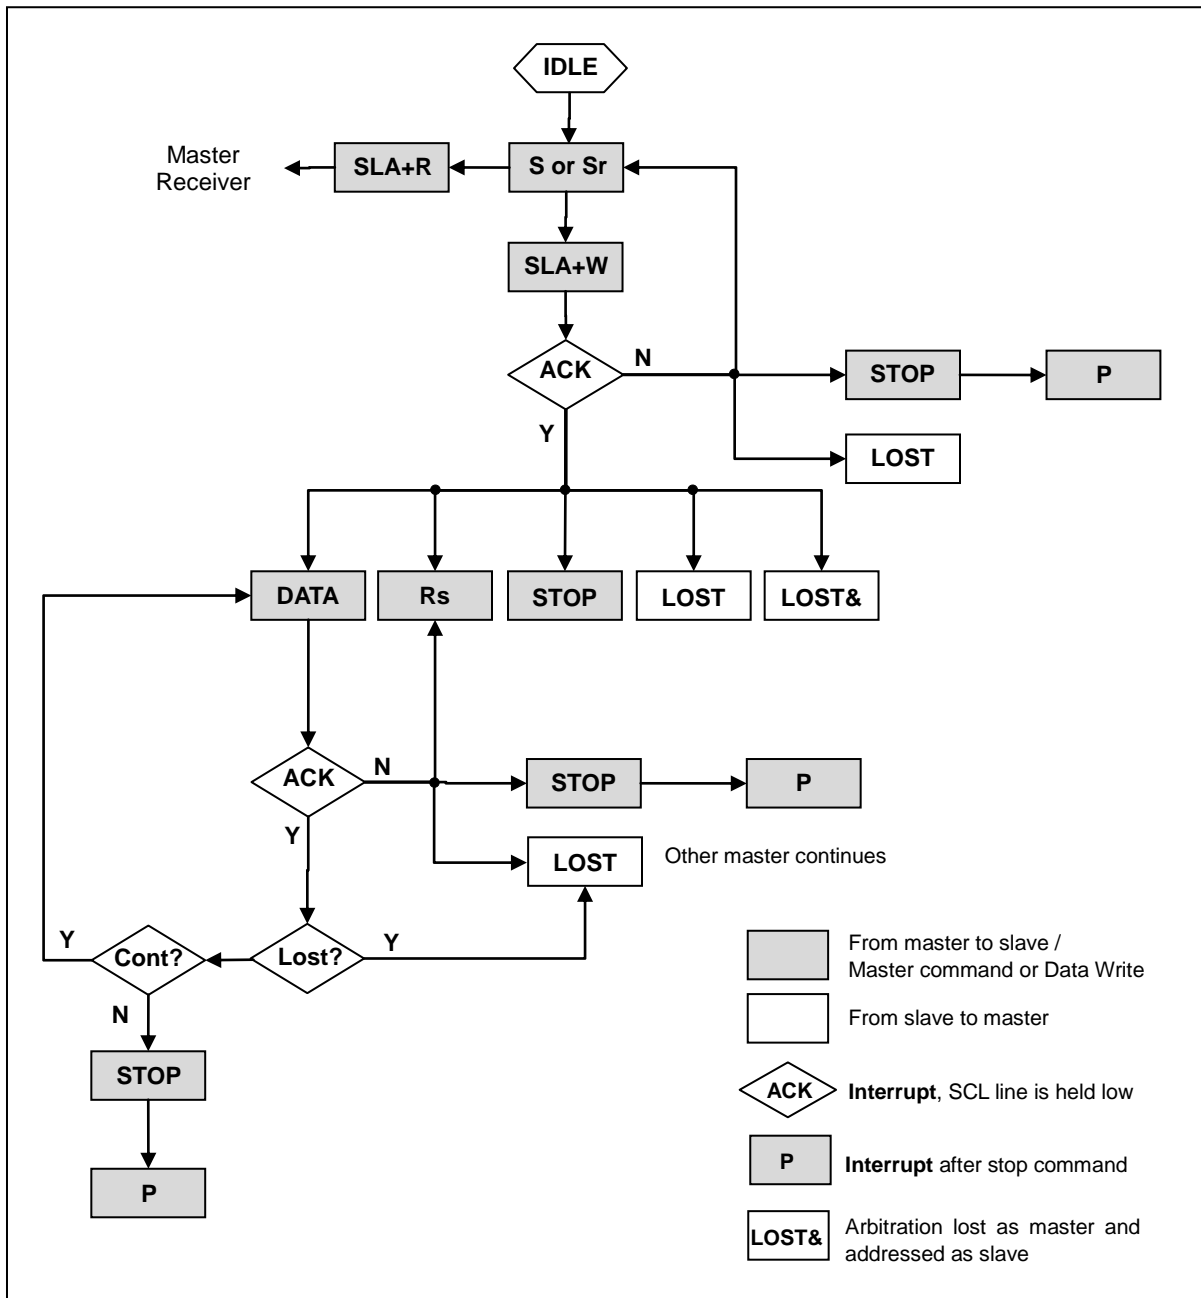 IDLE
Master
Receiver
SLA+R
S or Sr
SLA+W
ACK
N
STOP
P
Y
LOST
DATA
Rs
STOP
LOST
LOST&
ACK
N
STOP
P
Y
LOST
Other master continues
Y
Cont?
Lost?
Y
N
STOP
P
From master to slave /
Master command or Data Write
From slave to master
ACK
Interrupt, SCL line is held low
P
Interrupt after stop command
LOST&
Arbitration lost as master and
addressed as slave